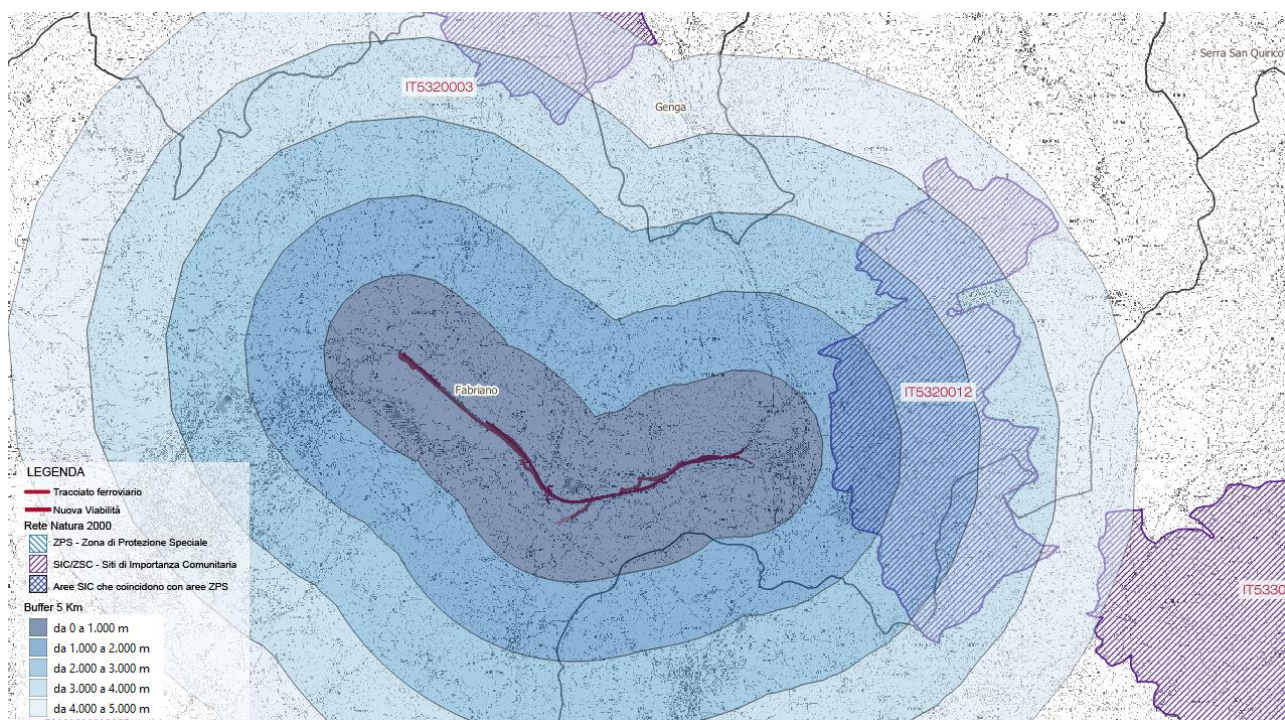 Serra San Quirico
IT5320003
Genga
Fabriano
IT5320012
IT5330
LEGENDA
Tracciato ferroviario
Nuova Viabilità
Rete Natura 2000
ZPS - Zona di Protezione Speciale
SIC/ZSC - Siti di Importanza Comunitaria
Aree SIC che coincidono con aree ZPS
Buffer 5 Km
da 0 a 1.000 m
da 1.000 a 2.000 m
da 2.000 a 3.000 m
da 3.000 a 4.000 m
da 4.000 a 5.000 m